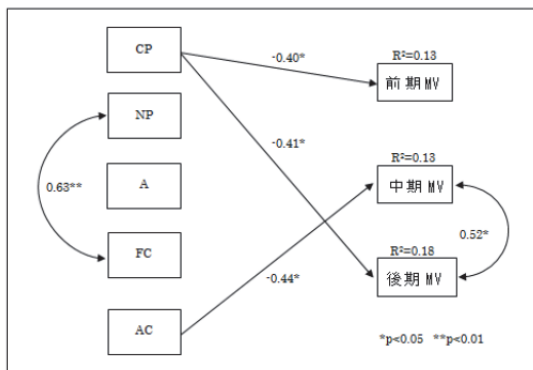 CP
-0.40*
R²=0.13
前期MV
NP
-0.41*
R²=0.13
0.63**
A
中期MV
0.52*
FC
R²=0.18
-0.44*
後期MV
AC
*p<0.05 **p<0.01